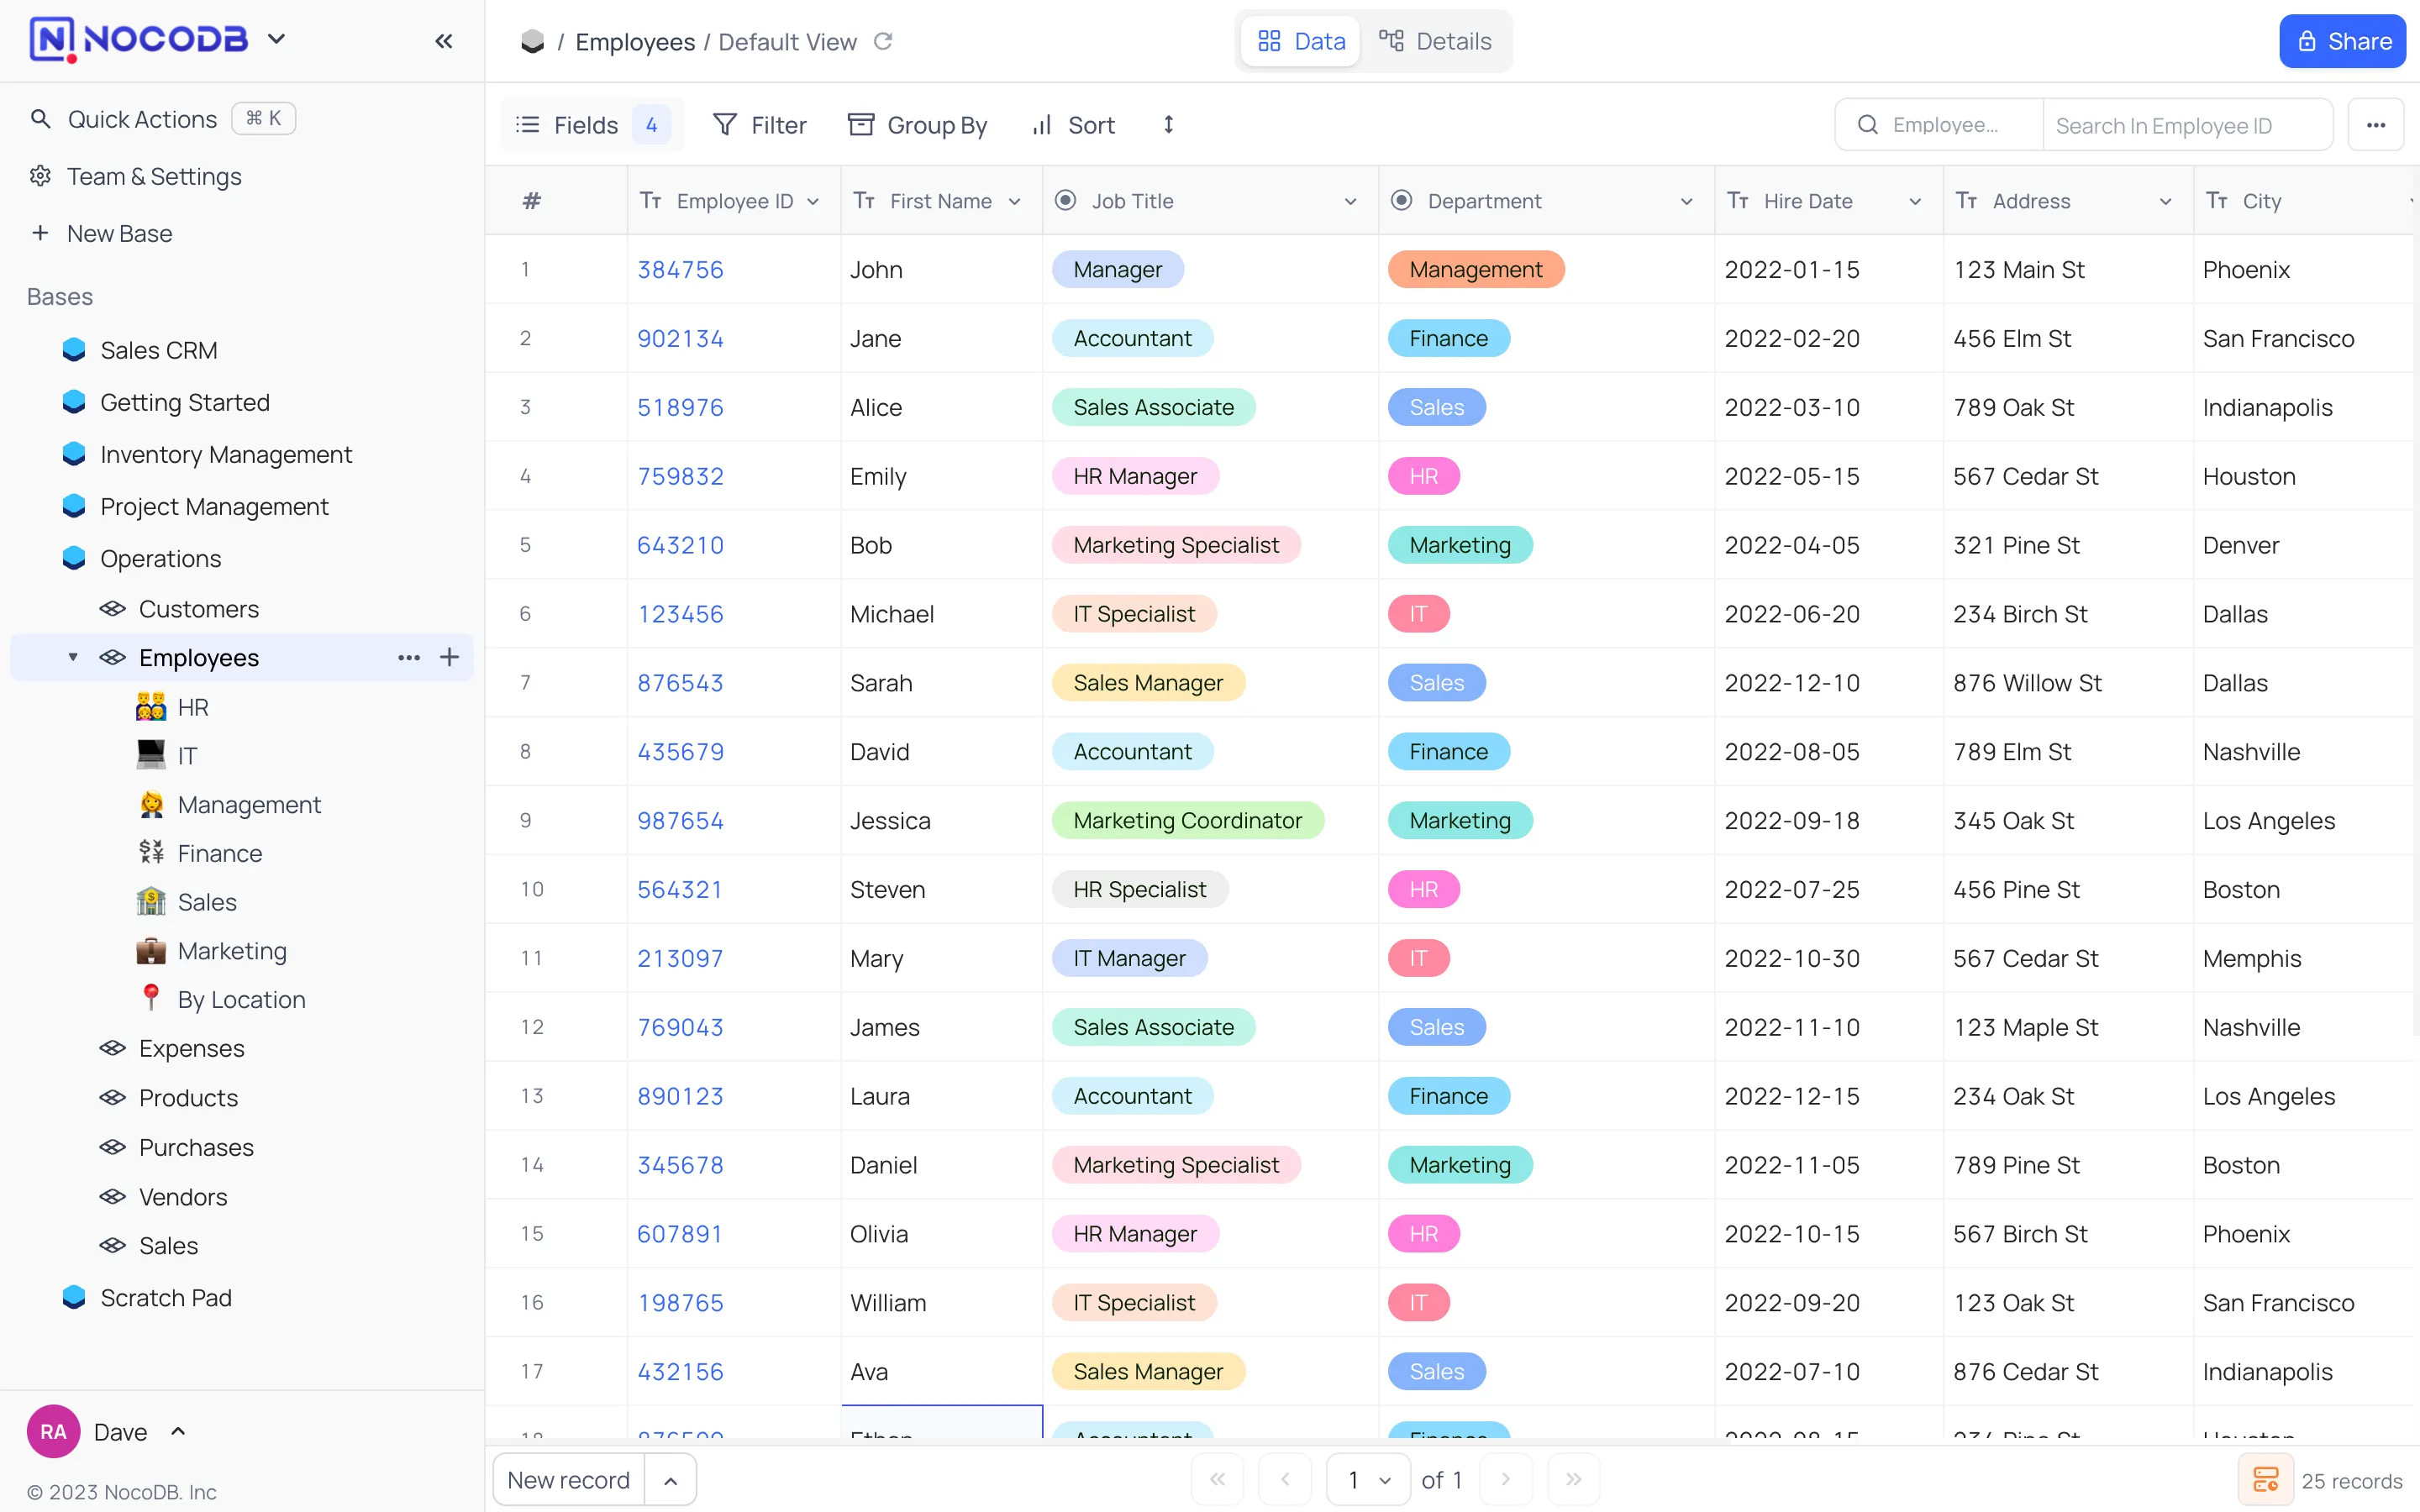 NOCODB
Quick Actions ⌘ K
Team & Settings
New Base
Bases
Sales CRM
Getting Started
Inventory Management
Project Management
Operations
Customers
Employees
HR
IT
Management
Finance
Sales
Marketing
By Location
Expenses
Products
Purchases
Vendors
Sales
Scratch Pad
RA Dave
© 2023 NocoDB. Inc
/ Employees / Default View
Data Details
Share
Fields 4 Filter Group By Sort
Employee... Search In Employee ID
# Employee ID First Name Job Title Department Hire Date Address City
1 384756 John Manager Management 2022-01-15 123 Main St Phoenix
2 902134 Jane Accountant Finance 2022-02-20 456 Elm St San Francisco
3 518976 Alice Sales Associate Sales 2022-03-10 789 Oak St Indianapolis
4 759832 Emily HR Manager HR 2022-05-15 567 Cedar St Houston
5 643210 Bob Marketing Specialist Marketing 2022-04-05 321 Pine St Denver
6 123456 Michael IT Specialist IT 2022-06-20 234 Birch St Dallas
7 876543 Sarah Sales Manager Sales 2022-12-10 876 Willow St Dallas
8 435679 David Accountant Finance 2022-08-05 789 Elm St Nashville
9 987654 Jessica Marketing Coordinator Marketing 2022-09-18 345 Oak St Los Angeles
10 564321 Steven HR Specialist HR 2022-07-25 456 Pine St Boston
11 213097 Mary IT Manager IT 2022-10-30 567 Cedar St Memphis
12 769043 James Sales Associate Sales 2022-11-10 123 Maple St Nashville
13 890123 Laura Accountant Finance 2022-12-15 234 Oak St Los Angeles
14 345678 Daniel Marketing Specialist Marketing 2022-11-05 789 Pine St Boston
15 607891 Olivia HR Manager HR 2022-10-15 567 Birch St Phoenix
16 198765 William IT Specialist IT 2022-09-20 123 Oak St San Francisco
17 432156 Ava Sales Manager Sales 2022-07-10 876 Cedar St Indianapolis
18 Ethan Accountant Finance Houston
New record 1 of 1 25 records